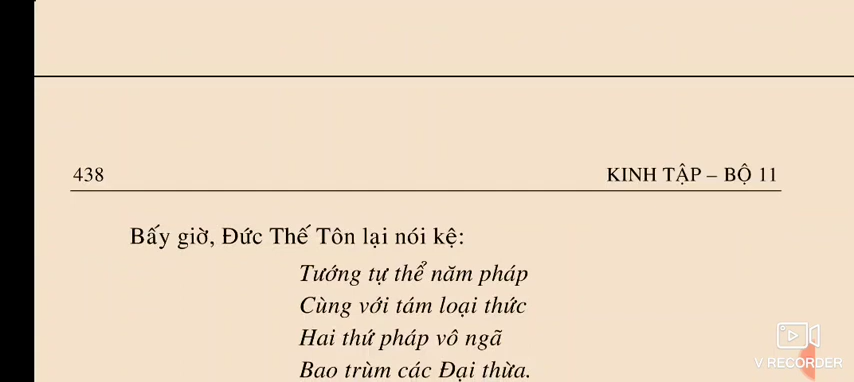 438
KINH TẬP – BỘ 11
Bấy giờ, Đức Thế Tôn lại nói kệ:
Tướng tự thể năm pháp
Cùng với tám loại thức
Hai thứ pháp vô ngã
Bao trùm các Đại thừa.
V RECORDER